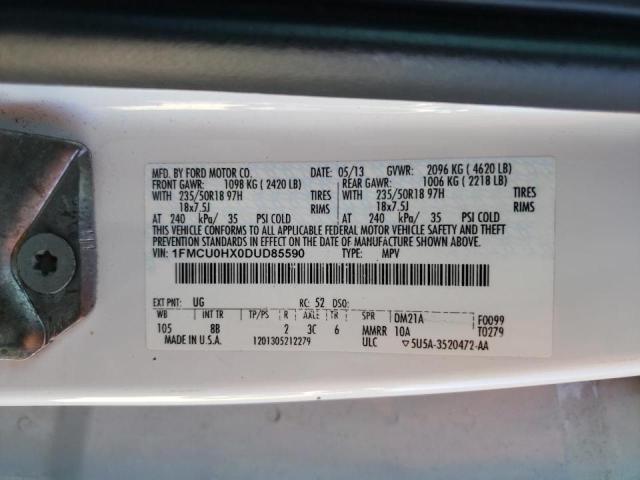 MFD. BY FORD MOTOR CO. DATE: 05/13 GVWR: 2096 KG ( 4620 LB)
FRONT GAWR: 1098 KG ( 2420 LB) REAR GAWR: 1006 KG ( 2218 LB)
WITH 235/50R18 97H TIRES WITH 235/50R18 97H TIRES
18x7.5J RIMS 18x7.5J RIMS
AT 240 kPa/ 35 PSI COLD AT 240 kPa/ 35 PSI COLD
THIS VEHICLE CONFORMS TO ALL APPLICABLE FEDERAL MOTOR VEHICLE SAFETY AND
THEFT PREVENTION STANDARDS IN EFFECT ON THE DATE OF MANUFACTURE SHOWN ABOVE.
VIN: 1FMCU0HX0DUD85590 TYPE: MPV
EXT PNT: UG RC: 52 DSO:
WB INT TR TP/PS R AXLE TR SPR DM21A F0099
105 8B 2 3C 6 MMRR 10A T0279
MADE IN U.S.A. 1201305212279 ULC ▽5U5A-3520472-AA